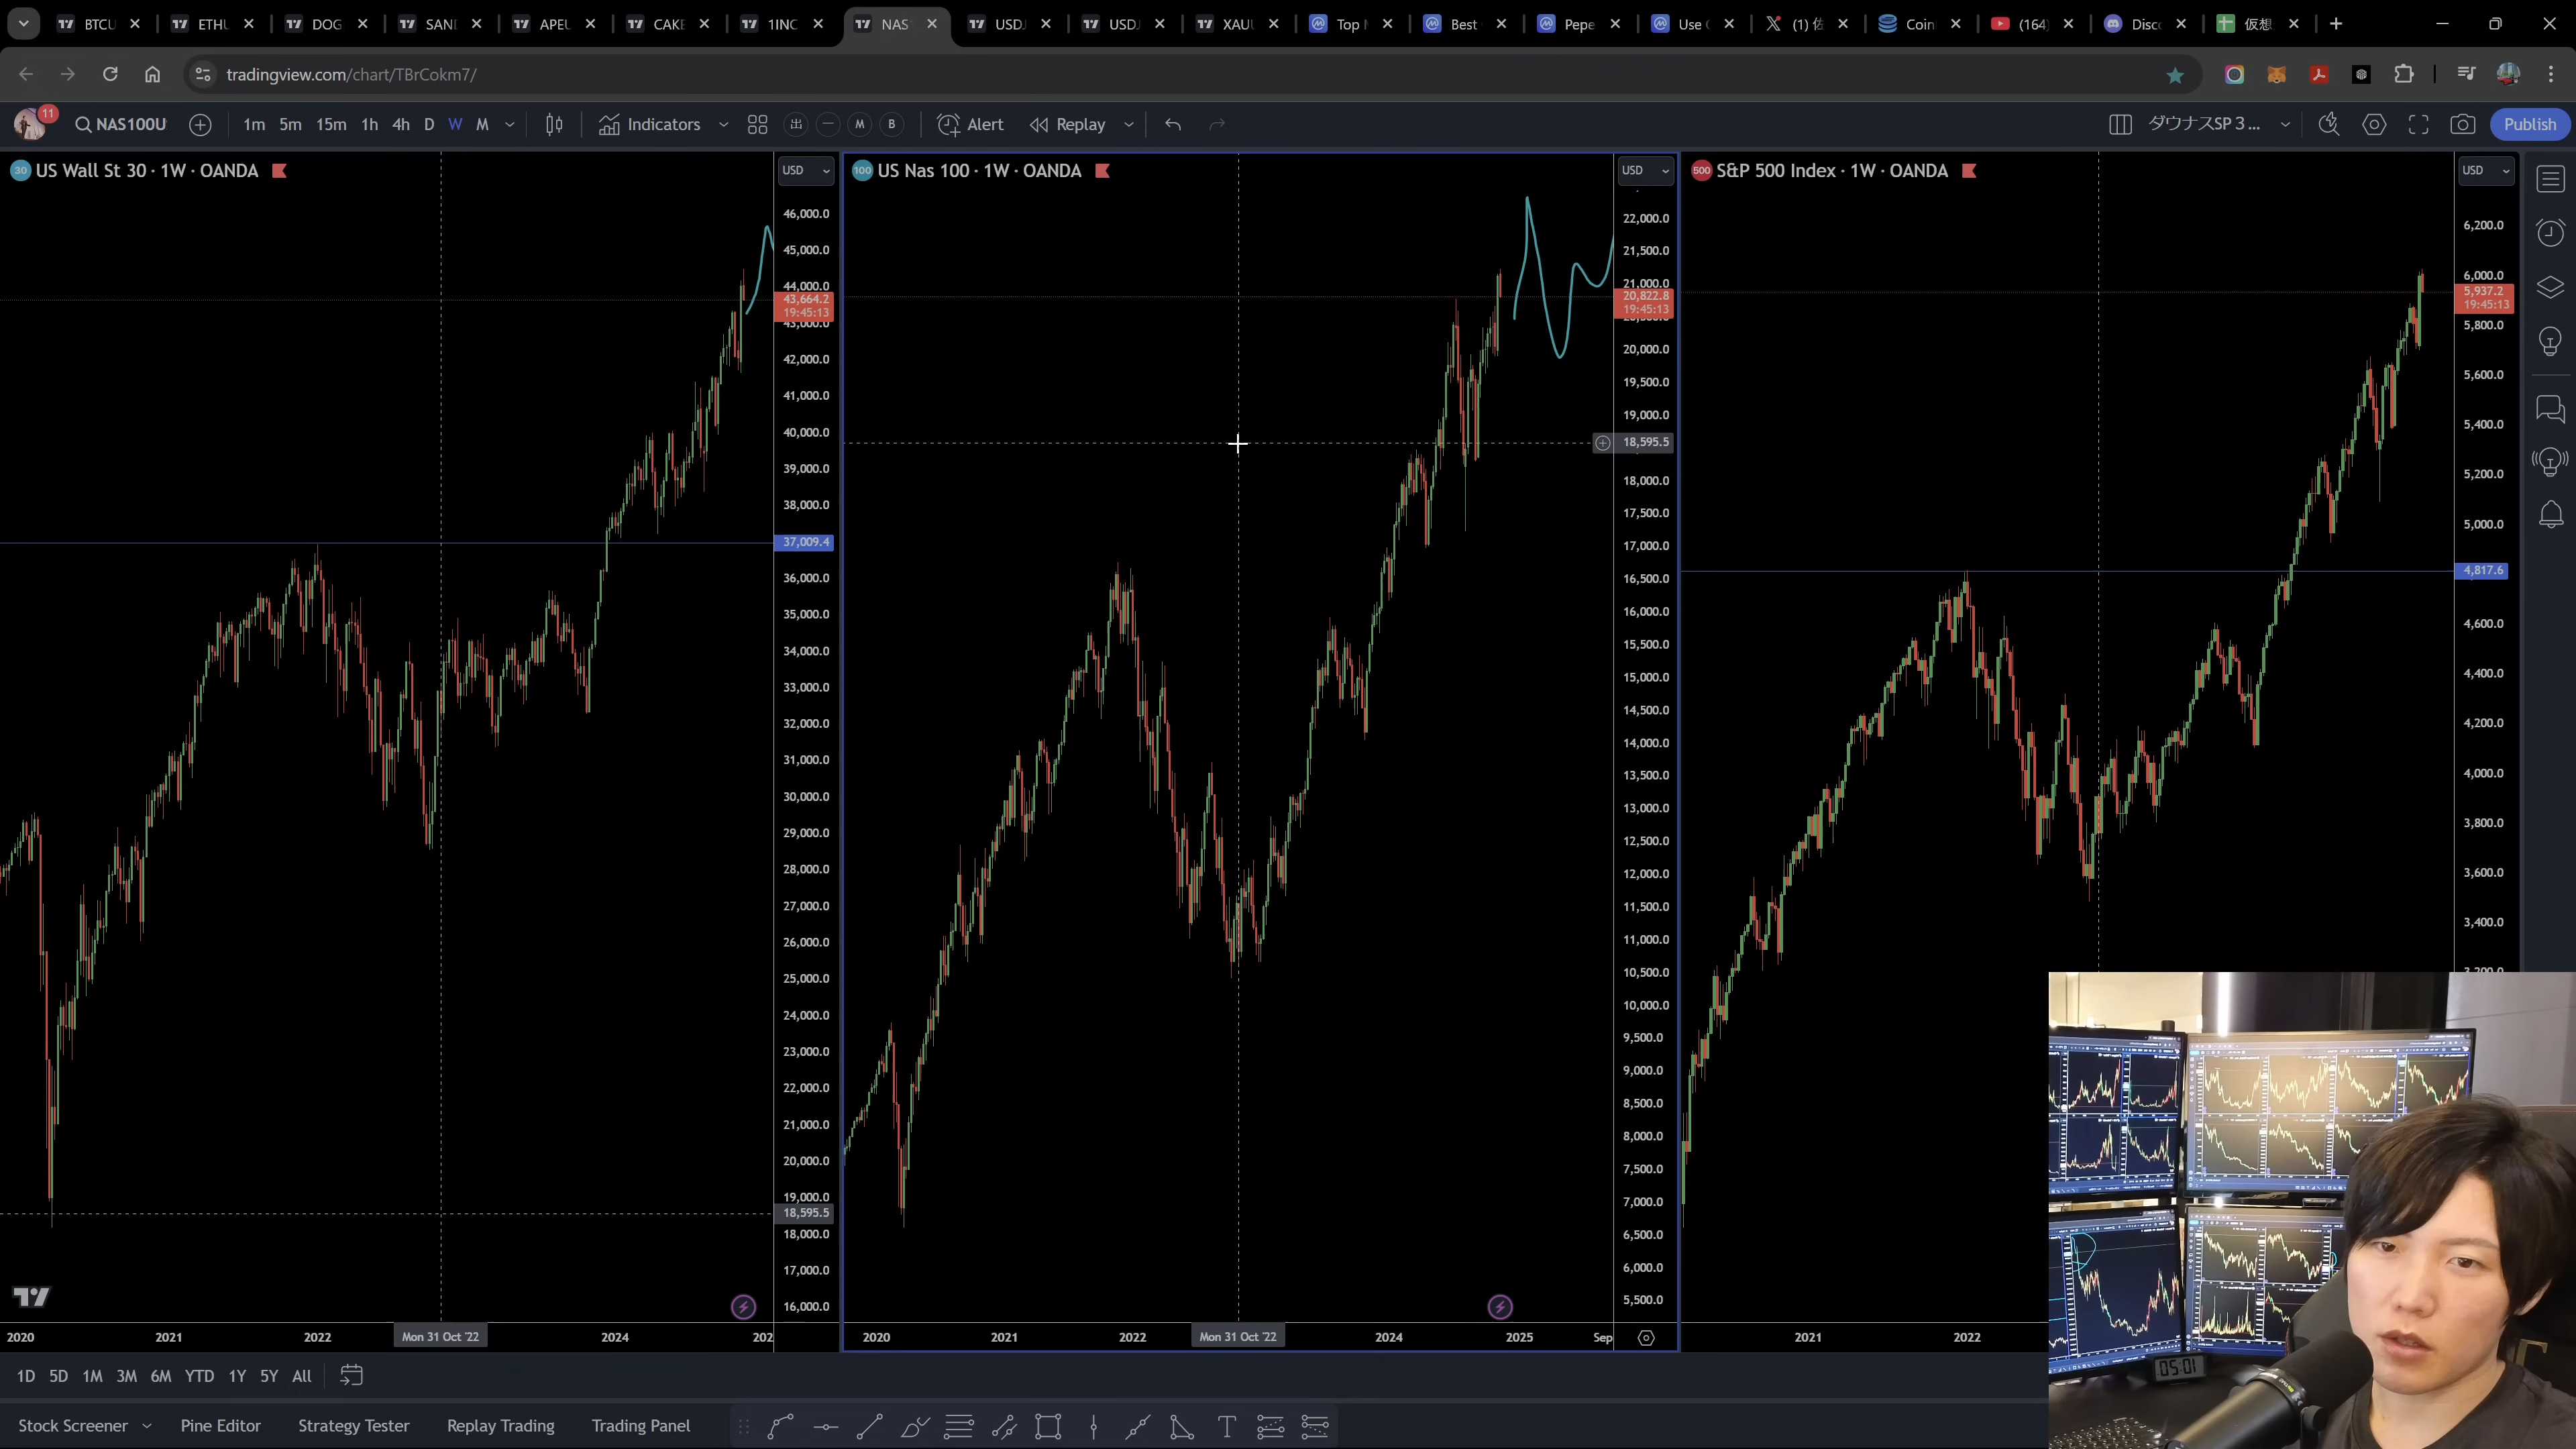 BTCU
ETHU
DOG
SANI
APEU
CAKE
1INC
NAS
USDJ
USDJ
XAUU
Top
Best
Pepe
Use
(1) 佐
Coin
(164)
Disc
仮想
tradingview.com/chart/TBrCokm7/
11
NAS100U
1m 5m 15m 1h 4h D W M
Indicators
出
M
B
Alert
Replay
ダウナスSP 3 ...
Publish
30 US Wall St 30 · 1W · OANDA
USD
46,000.0
45,000.0
44,000.0
43,664.2
19:45:13
43,000.0
42,000.0
41,000.0
40,000.0
39,000.0
38,000.0
37,009.4
36,000.0
35,000.0
34,000.0
33,000.0
32,000.0
31,000.0
30,000.0
29,000.0
28,000.0
27,000.0
26,000.0
25,000.0
24,000.0
23,000.0
22,000.0
21,000.0
20,000.0
19,000.0
18,595.5
18,000.0
17,000.0
16,000.0
2020 2021 2022 Mon 31 Oct '22 2024 202
100 US Nas 100 · 1W · OANDA
USD
22,000.0
21,500.0
21,000.0
20,822.8
19:45:13
20,000.0
19,500.0
19,000.0
18,595.5
18,000.0
17,500.0
17,000.0
16,500.0
16,000.0
15,500.0
15,000.0
14,500.0
14,000.0
13,500.0
13,000.0
12,500.0
12,000.0
11,500.0
11,000.0
10,500.0
10,000.0
9,500.0
9,000.0
8,500.0
8,000.0
7,500.0
7,000.0
6,500.0
6,000.0
5,500.0
2020 2021 2022 Mon 31 Oct '22 2024 2025 Sep
500 S&P 500 Index · 1W · OANDA
USD
6,200.0
6,000.0
5,937.2
19:45:13
5,800.0
5,600.0
5,400.0
5,200.0
5,000.0
4,817.6
4,600.0
4,400.0
4,200.0
4,000.0
3,800.0
3,600.0
3,400.0
2021 2022
1D 5D 1M 3M 6M YTD 1Y 5Y All
Stock Screener
Pine Editor
Strategy Tester
Replay Trading
Trading Panel
05:01